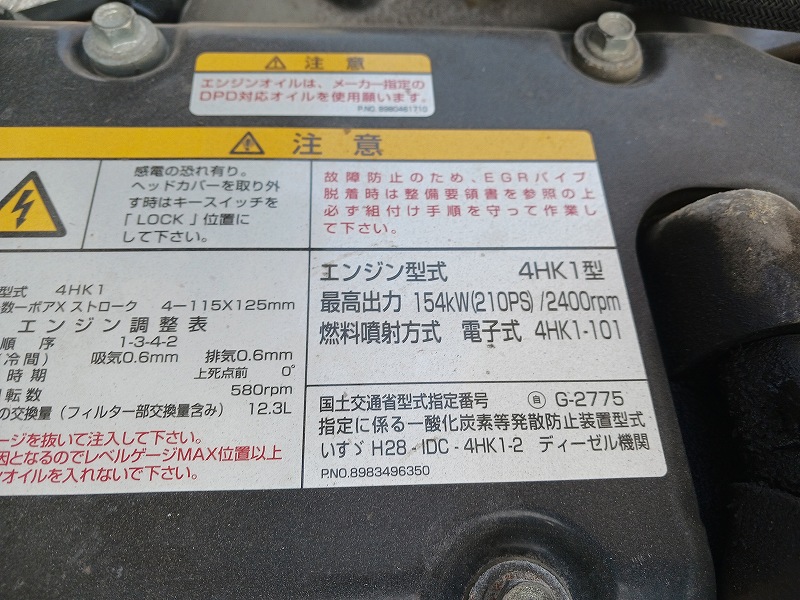 注 意
エンジンオイルは、メーカー指定の
DPD対応オイルを使用願います。
P.NO. 8980461710
注 意
感電の恐れ有り。
ヘッドカバーを取り外
す時はキースイッチを
「LOCK」位置に
して下さい。
故障防止のため、EGRパイプ
脱着時は整備要領書を参照の上
必ず組付け手順を守って作業し
て下さい。
型式 4HK1
数ーボアXストローク 4ー115X125mm
エンジン調整表
順 序 1-3-4-2
(冷間) 吸気0.6mm 排気0.6mm
時期 上死点前 0°
転数 580rpm
の交換量(フィルター部交換量含み) 12.3L
ージを抜いて注入して下さい。
因となるのでレベルゲージMAX位置以上
オイルを入れないで下さい。
エンジン型式 4HK1型
最高出力 154kW(210PS)/2400rpm
燃料噴射方式 電子式 4HK1-101
国土交通省型式指定番号 自 G-2775
指定に係る一酸化炭素等発散防止装置型式
いすゞ H28 - IDC - 4HK1-2 ディーゼル機関
P.NO.8983496350